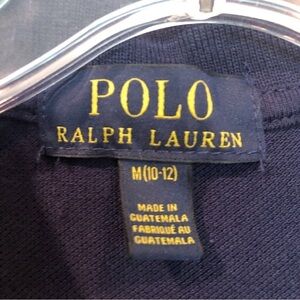 POLO
RALPH LAUREN
M(10-12)
MADE IN
GUATEMALA
FABRIQUÉ AU
GUATEMALA